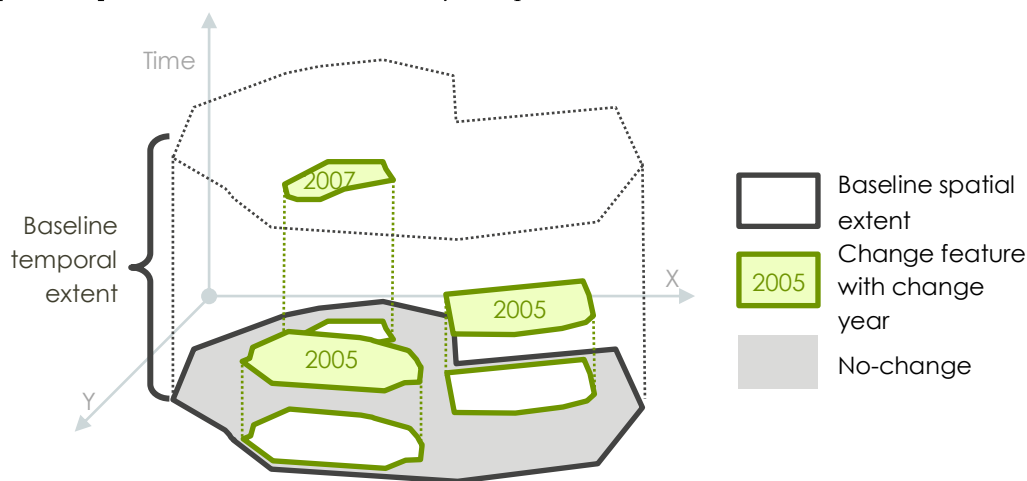 Time
2007
Baseline
temporal
extent
X
2005
2005
Y
Baseline spatial
extent
Change feature
with change
year
2005
No-change